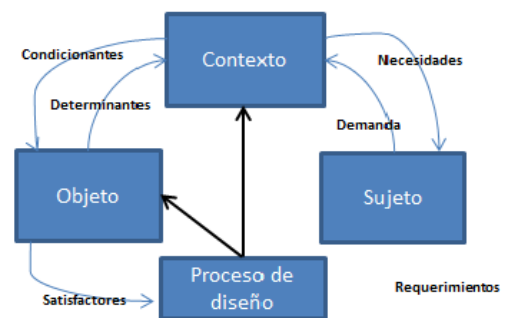 Condicionantes
Contexto
Necesidades
Determinantes
Demanda
Objeto
Sujeto
Proceso de
diseño
Requerimientos
Satisfactores